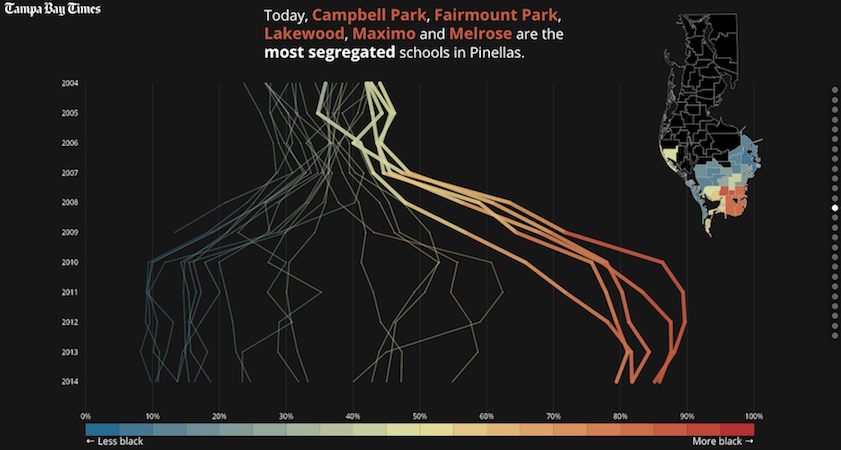 Tampa Bay Times
Today, Campbell Park, Fairmount Park,
Lakewood, Maximo and Melrose are the
most segregated schools in Pinellas.
2004
2005
2006
2007
2008
2009
2010
2011
2012
2013
2014
0% 10% 20% 30% 40% 50% 60% 70% 80% 90% 100%
← Less black More black →